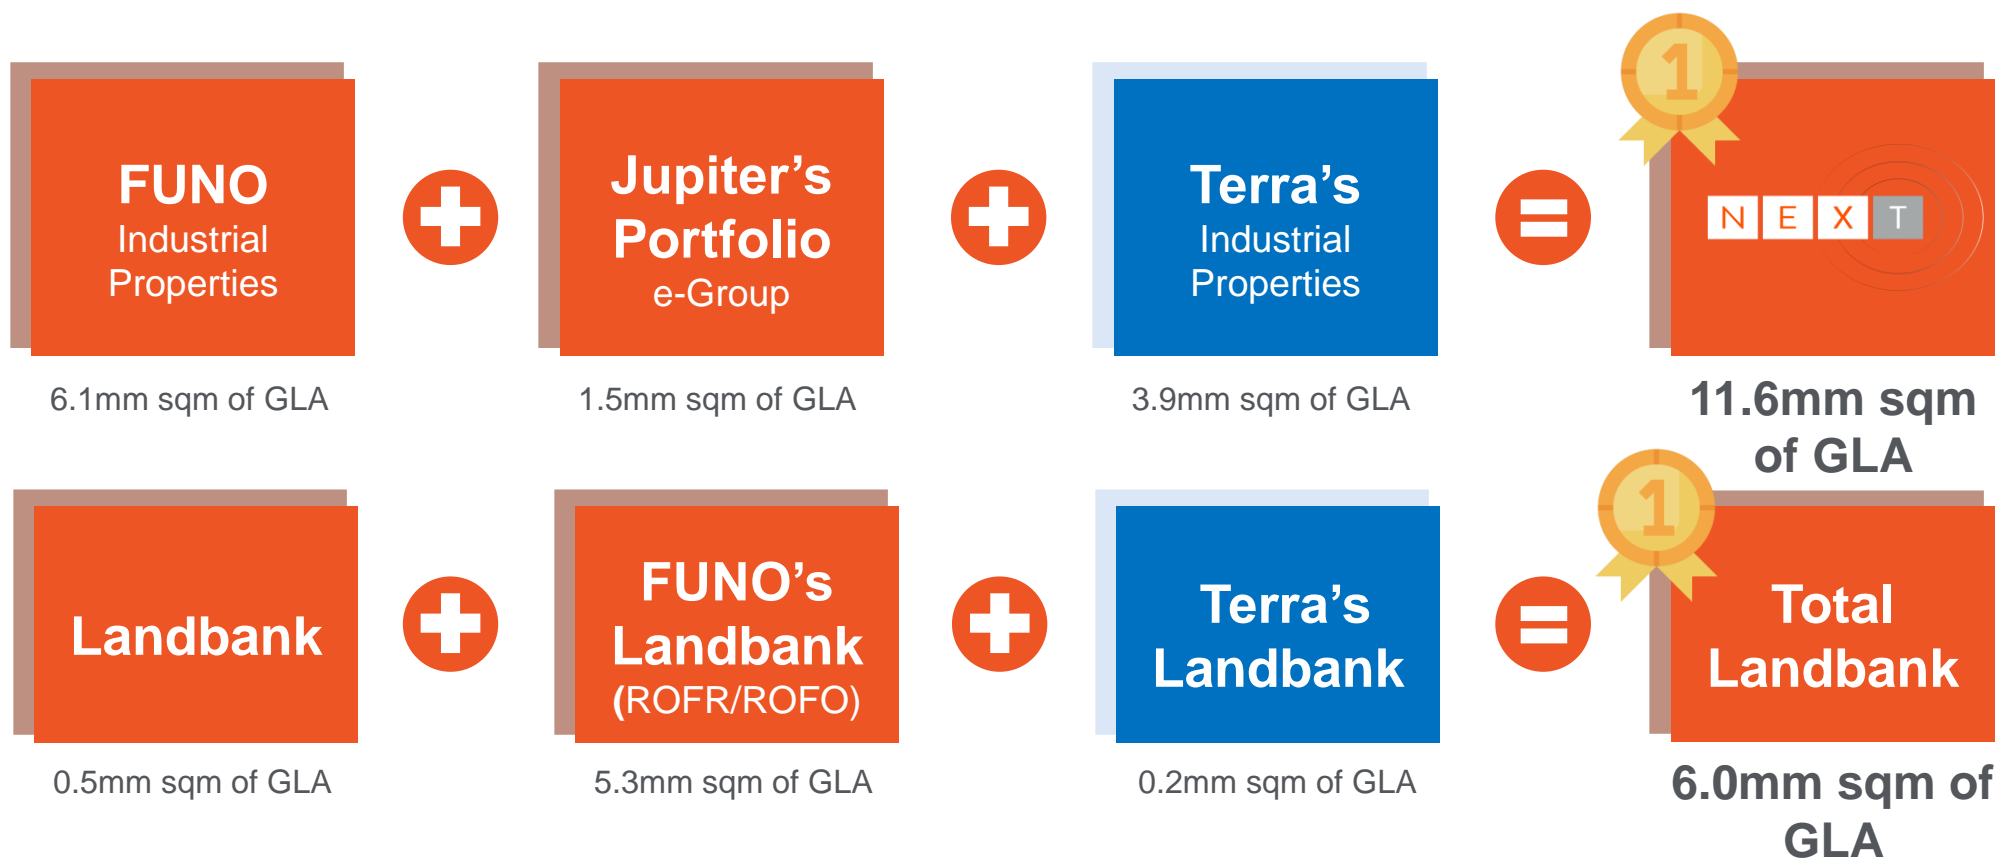 FUNO
Industrial
Properties
6.1mm sqm of GLA
Jupiter’s
Portfolio
e-Group
1.5mm sqm of GLA
Terra’s
Industrial
Properties
3.9mm sqm of GLA
1
NEXT
11.6mm sqm
of GLA
Landbank
0.5mm sqm of GLA
FUNO’s
Landbank
(ROFR/ROFO)
5.3mm sqm of GLA
Terra’s
Landbank
0.2mm sqm of GLA
1
Total
Landbank
6.0mm sqm of
GLA